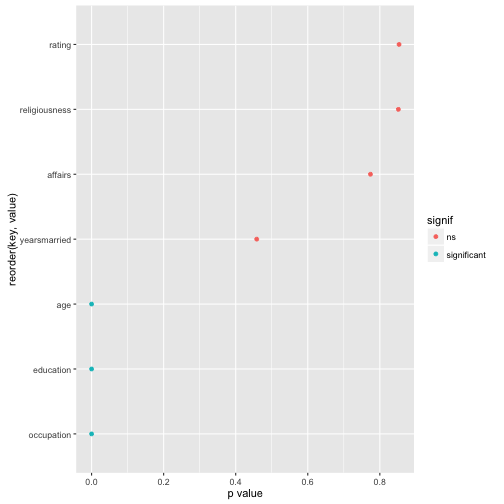 rating
religiousness
affairs
yearsmarried
age
education
occupation
reorder(key, value)
0.0 0.2 0.4 0.6 0.8
p value
signif
ns
significant